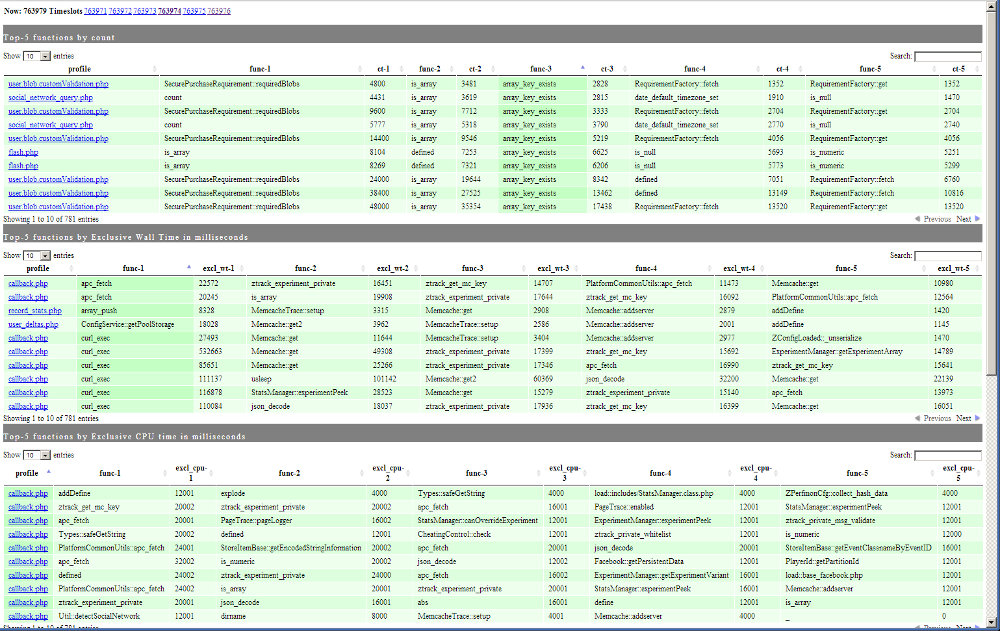 Now: 763979 Timeslots 763971 763972 763973 763974 763975 763976
Top-5 functions by count
Show 10 entries Search:
profile func-1 ct-1 func-2 ct-2 func-3 ct-3 func-4 ct-4 func-5 ct-5
user.blob.customValidation.php SecurePurchaseRequirement::requiredBlobs 4800 is_array 3481 array_key_exists 2828 RequirementFactory::fetch 1352 RequirementFactory::get 1352
social_network_query.php count 4431 is_array 3619 array_key_exists 2815 date_default_timezone_set 1910 is_null 1470
user.blob.customValidation.php SecurePurchaseRequirement::requiredBlobs 9600 is_array 7712 array_key_exists 3333 RequirementFactory::fetch 2704 RequirementFactory::get 2704
social_network_query.php count 5777 is_array 5318 array_key_exists 3790 date_default_timezone_set 2770 is_null 2740
user.blob.customValidation.php SecurePurchaseRequirement::requiredBlobs 14400 is_array 9546 array_key_exists 5219 RequirementFactory::fetch 4056 RequirementFactory::get 4056
flash.php is_array 8104 defined 7253 array_key_exists 6625 is_null 5693 is_numeric 5251
flash.php is_array 8269 defined 7321 array_key_exists 6206 is_null 5773 is_numeric 5299
user.blob.customValidation.php SecurePurchaseRequirement::requiredBlobs 24000 is_array 19644 array_key_exists 8342 defined 7051 RequirementFactory::fetch 6760
user.blob.customValidation.php SecurePurchaseRequirement::requiredBlobs 38400 is_array 27525 array_key_exists 13462 defined 13149 RequirementFactory::fetch 10816
user.blob.customValidation.php SecurePurchaseRequirement::requiredBlobs 48000 is_array 35354 array_key_exists 17438 RequirementFactory::fetch 13520 RequirementFactory::get 13520
Showing 1 to 10 of 781 entries Previous Next
Top-5 functions by Exclusive Wall Time in milliseconds
Show 10 entries Search:
profile func-1 excl_wt-1 func-2 excl_wt-2 func-3 excl_wt-3 func-4 excl_wt-4 func-5 excl_wt-5
callback.php apc_fetch 22572 ztrack_experiment_private 16451 ztrack_get_mc_key 14707 PlatformCommonUtils::apc_fetch 11473 Memcache::get 10980
callback.php apc_fetch 20245 is_array 19908 ztrack_experiment_private 17644 ztrack_get_mc_key 16092 PlatformCommonUtils::apc_fetch 12564
record_stats.php array_push 8328 MemcacheTrace::setup 3315 Memcache::get 2908 Memcache::addserver 2879 addDefine 1420
user_deltas.php ConfigService::getPoolStorage 18028 Memcache::get2 3962 MemcacheTrace::setup 2586 Memcache::addserver 2001 addDefine 1145
callback.php curl_exec 27493 Memcache::get 11644 MemcacheTrace::setup 3404 Memcache::addserver 2977 ZConfigLoaded::_unserialize 1470
callback.php curl_exec 532663 Memcache::get 49308 ztrack_experiment_private 17399 ztrack_get_mc_key 15692 ExperimentManager::getExperimentArray 14789
callback.php curl_exec 85651 Memcache::get 25266 ztrack_experiment_private 17346 apc_fetch 16990 ztrack_get_mc_key 15641
callback.php curl_exec 111137 usleep 101142 Memcache::get2 60369 json_decode 32200 Memcache::get 22139
callback.php curl_exec 116878 StatsManager::experimentPeek 28523 Memcache::get 15279 ztrack_experiment_private 15140 apc_fetch 13973
callback.php curl_exec 110084 json_decode 18037 ztrack_experiment_private 17936 ztrack_get_mc_key 16399 Memcache::get 16051
Showing 1 to 10 of 781 entries Previous Next
Top-5 functions by Exclusive CPU time in milliseconds
Show 10 entries Search:
profile func-1 excl_cpu-1 func-2 excl_cpu-2 func-3 excl_cpu-3 func-4 excl_cpu-4 func-5 excl_cpu-5
callback.php addDefine 12001 explode 4000 Types::safeGetString 4000 load::includes/StatsManager.class.php 4000 ZPerfmonCfg::collect_hash_data 4000
callback.php ztrack_get_mc_key 20002 ztrack_experiment_private 20002 apc_fetch 16001 PageTrace::enabled 12001 StatsManager::experimentPeek 12001
callback.php apc_fetch 20001 PageTrace::pageLogger 16002 StatsManager::canOverrideExperiment 12001 ExperimentManager::experimentPeek 12001 ztrack_private_msg_validate 12001
callback.php Types::safeGetString 20002 defined 12001 CheatingControl::check 12001 ztrack_private_whitelist 12001 is_numeric 12000
callback.php PlatformCommonUtils::apc_fetch 24001 StoreItemBase::getEncodedStringInformation 20002 apc_fetch 20001 json_decode 20001 StoreItemBase::getEventClasenameByEventID 16001
callback.php apc_fetch 32002 is_numeric 20002 json_decode 12002 Facebook::getPersistentData 12001 PlayerId::getPartitionId 12001
callback.php defined 24002 ztrack_experiment_private 24000 apc_fetch 16002 ExperimentManager::getExperimentVariant 16001 load::base_facebook.php 12001
callback.php PlatformCommonUtils::apc_fetch 24002 is_array 20001 ztrack_experiment_private 20001 StatsManager::experimentPeek 16001 Memcache::addserver 12001
callback.php ztrack_experiment_private 20001 json_decode 16001 abs 16001 define 12001 is_array 12001
callback.php Util::detectSocialNetwork 12001 dirname 8000 MemcacheTrace::setup 4001 Memcache::addserver 4000 _ 0
Showing 1 to 10 of 781 entries Previous Next